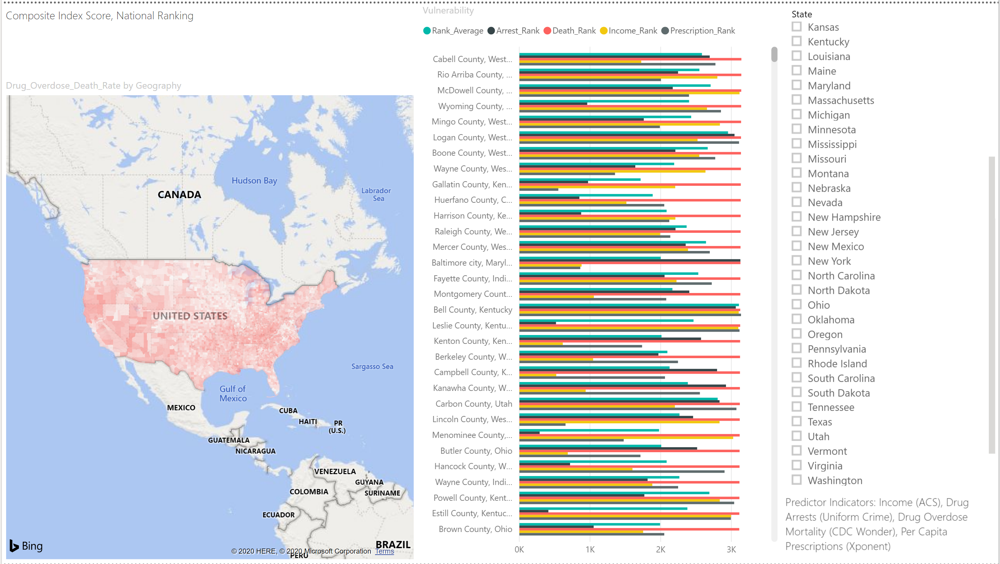 Composite Index Score, National Ranking
Drug_Overdose_Death_Rate by Geography
Hudson Bay
CANADA
Labrador
Sea
UNITED STATES
Sargasso Sea
Gulf of
Mexico
MEXICO
CUBA
HAITI
PR
(U.S.)
GUATEMALA
NICARAGUA
VENEZUELA
GUYANA
COLOMBIA
SURINAME
ECUADOR
BRAZIL
Bing
© 2020 HERE, © 2020 Microsoft Corporation Terms
PERU
Vulnerability
Rank_Average Arrest_Rank Death_Rank Income_Rank Prescription_Rank
Cabell County, West...
Rio Arriba County, ...
McDowell County, ...
Wyoming County, ...
Mingo County, West...
Logan County, West...
Boone County, West...
Wayne County, Wes...
Gallatin County, Ken...
Huerfano County, C...
Harrison County, Ke...
Raleigh County, We...
Mercer County, Wes...
Baltimore city, Maryl...
Fayette County, Indi...
Montgomery Count...
Bell County, Kentucky
Leslie County, Kentu...
Kenton County, Ken...
Berkeley County, W...
Campbell County, K...
Kanawha County, W...
Carbon County, Utah
Lincoln County, Wes...
Menominee County,...
Butler County, Ohio
Hancock County, W...
Wayne County, Indi...
Powell County, Kent...
Estill County, Kentuc...
Brown County, Ohio
0K 1K 2K 3K
State
Kansas
Kentucky
Louisiana
Maine
Maryland
Massachusetts
Michigan
Minnesota
Mississippi
Missouri
Montana
Nebraska
Nevada
New Hampshire
New Jersey
New Mexico
New York
North Carolina
North Dakota
Ohio
Oklahoma
Oregon
Pennsylvania
Rhode Island
South Carolina
South Dakota
Tennessee
Texas
Utah
Vermont
Virginia
Washington
Predictor Indicators: Income (ACS), Drug
Arrests (Uniform Crime), Drug Overdose
Mortality (CDC Wonder), Per Capita
Prescriptions (Xponent)